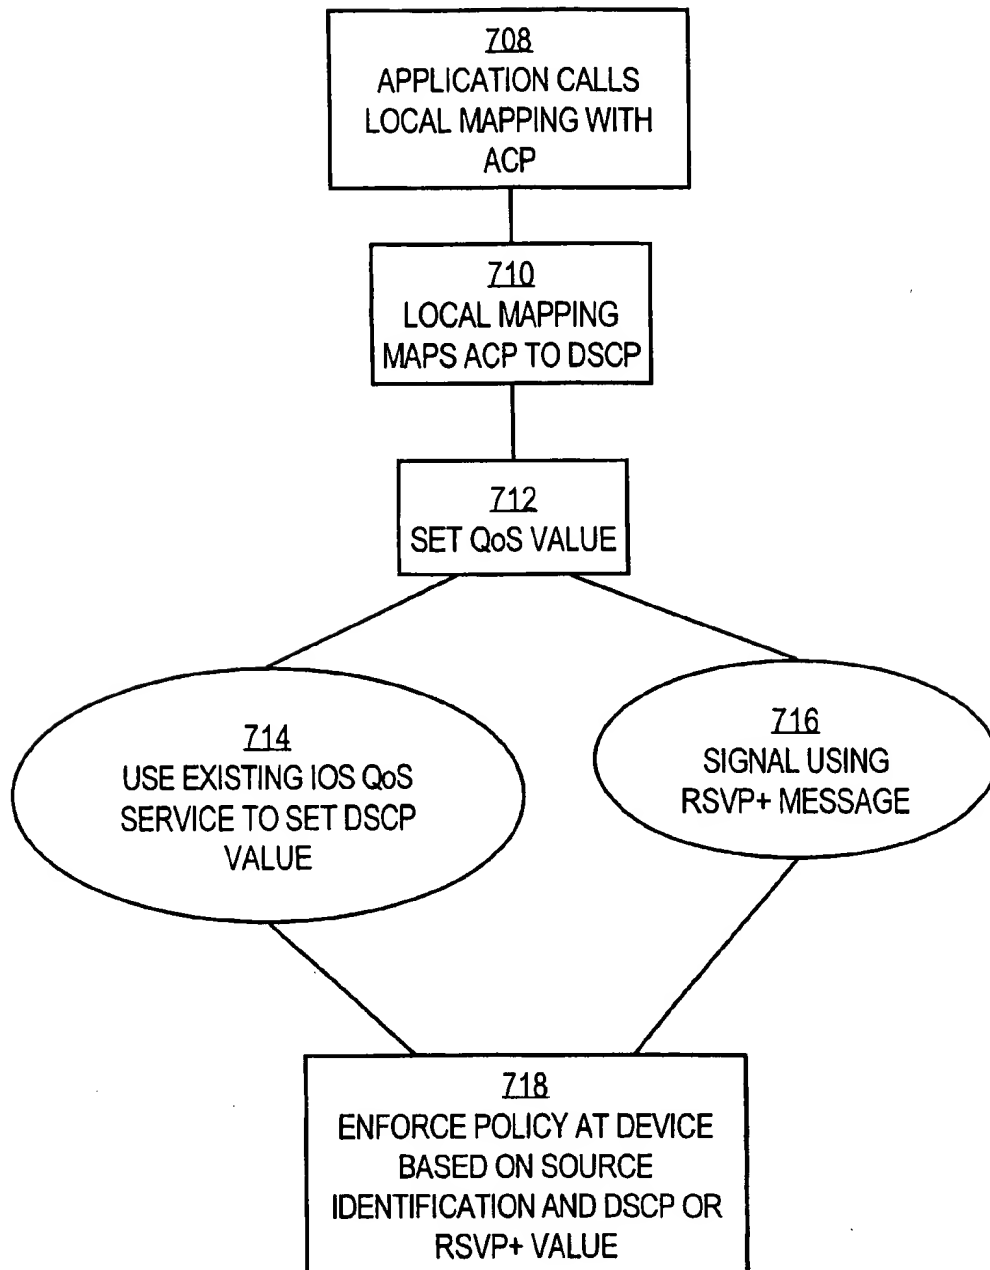 708
APPLICATION CALLS
LOCAL MAPPING WITH
ACP
710
LOCAL MAPPING
MAPS ACP TO DSCP
712
SET QoS VALUE
714
USE EXISTING IOS QoS
SERVICE TO SET DSCP
VALUE
716
SIGNAL USING
RSVP+ MESSAGE
718
ENFORCE POLICY AT DEVICE
BASED ON SOURCE
IDENTIFICATION AND DSCP OR
RSVP+ VALUE